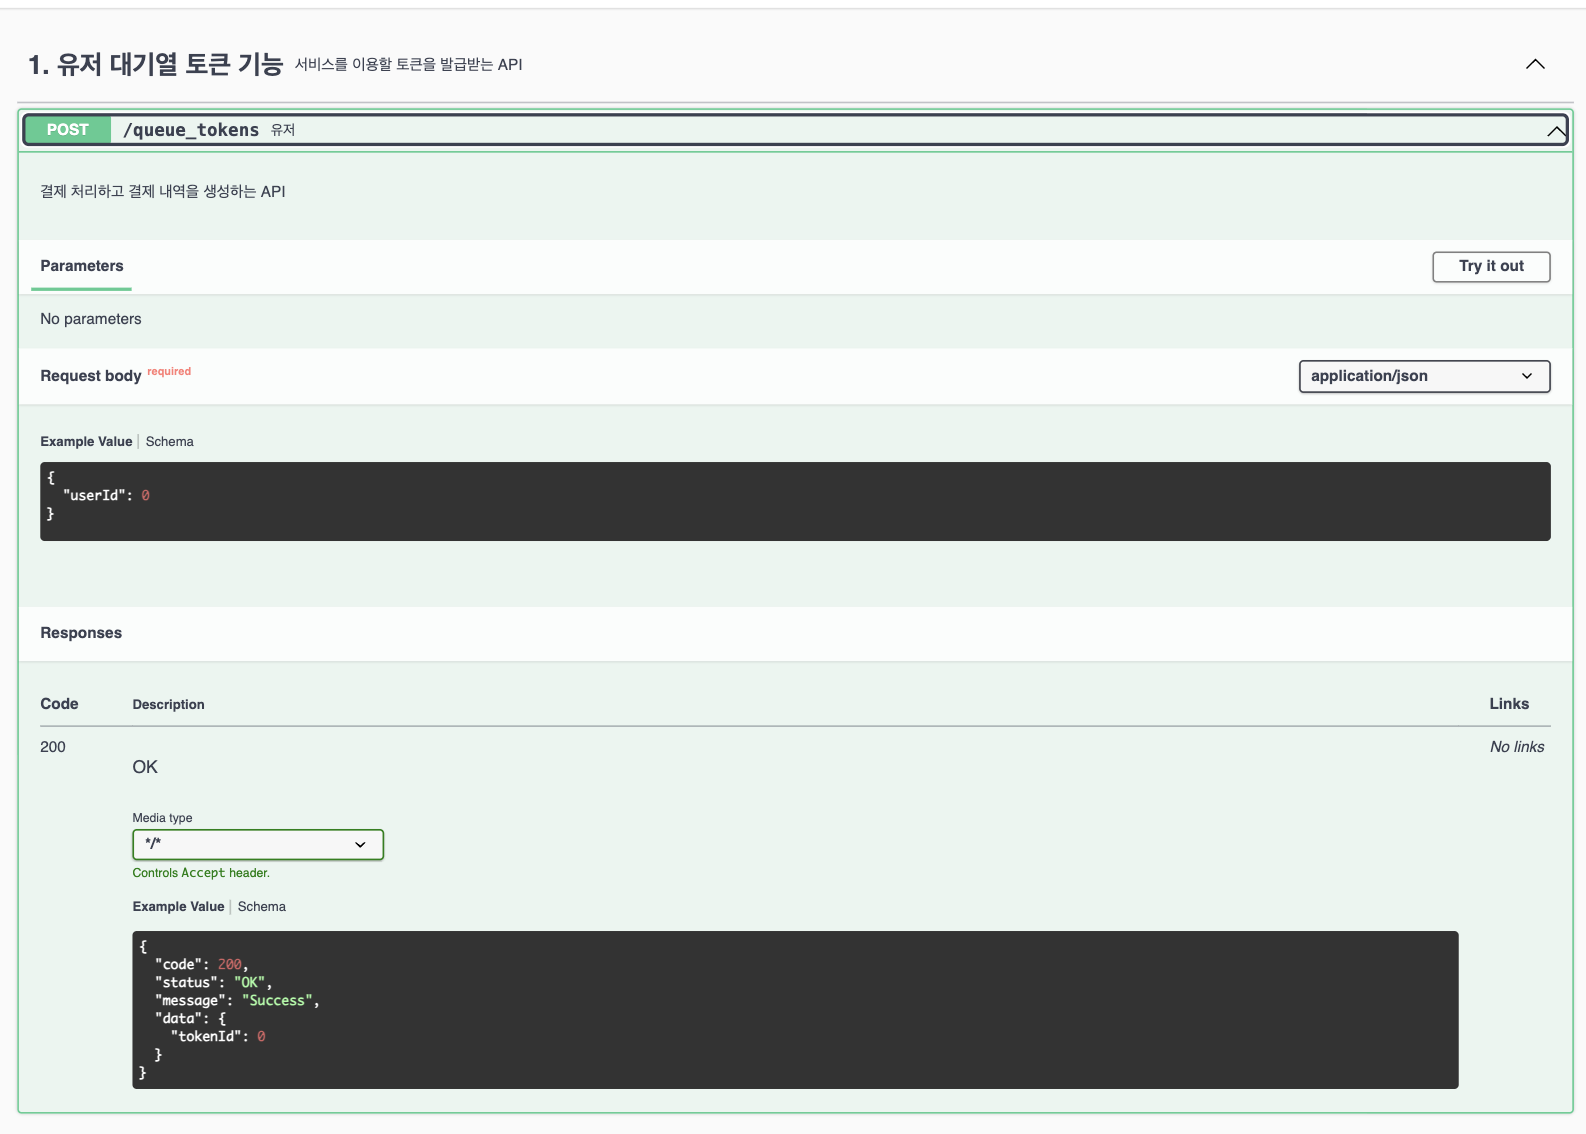 1. 유저 대기열 토큰 기능 서비스를 이용할 토큰을 발급받는 API
POST /queue_tokens 유저
결제 처리하고 결제 내역을 생성하는 API
Parameters Try it out
No parameters
Request body required application/json
Example Value | Schema
{
  "userId": 0
}
Responses
Code Description Links
200 No links
OK
Media type
*/*
Controls Accept header.
Example Value | Schema
{
  "code": 200,
  "status": "OK",
  "message": "Success",
  "data": {
    "tokenId": 0
  }
}